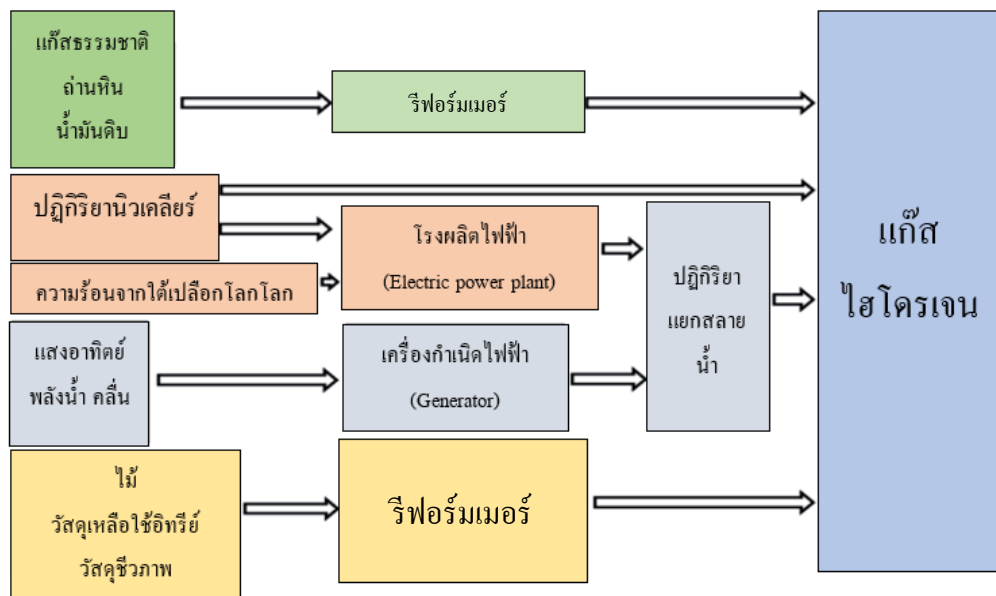 แก๊สธรรมชาติ
ถ่านหิน
น้ำมันดิบ
รีฟอร์มเมอร์
ปฏิกิริยานิวเคลียร์
ความร้อนจากใต้เปลือกโลกโลก
โรงผลิตไฟฟ้า
(Electric power plant)
แสงอาทิตย์
พลังน้ำ คลื่น
เครื่องกำเนิดไฟฟ้า
(Generator)
ปฏิกิริยา
แยกสลาย
น้ำ
ไม้
วัสดุเหลือใช้อิทรีย์
วัสดุชีวภาพ
รีฟอร์มเมอร์
แก๊ส
ไฮโดรเจน